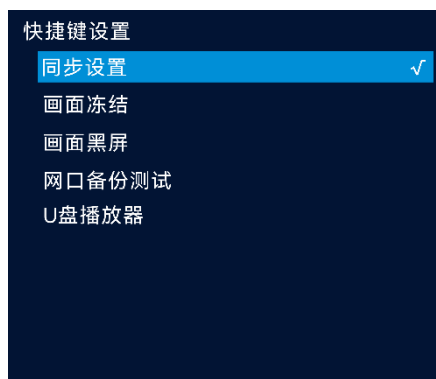 快捷键设置
同步设置 √
画面冻结
画面黑屏
网口备份测试
U盘播放器